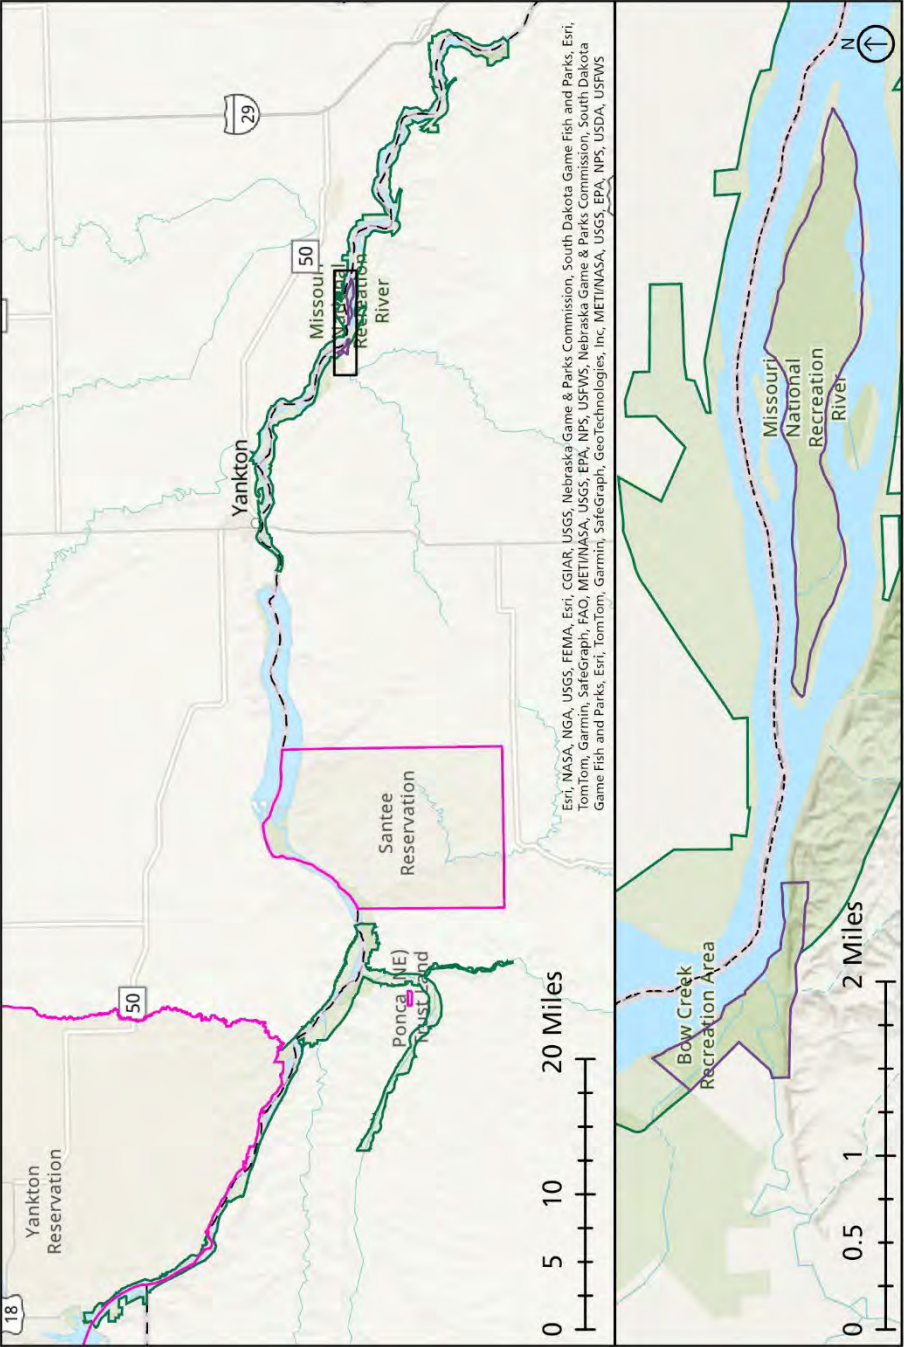 18
Yankton
Reservation
50
Ponca (NE)
Trust Land
Santee
Reservation
Yankton
50
29
Missouri
National
Recreation
River
0 5 10 20 Miles
Esri, NASA, NGA, USGS, FEMA, Esri, CGIAR, USGS, Nebraska Game & Parks Commission, South Dakota Game Fish and Parks, Esri,
TomTom, Garmin, SafeGraph, FAO, METI/NASA, USGS, EPA, NPS, USFWS, Nebraska Game & Parks Commission, South Dakota
Game Fish and Parks, Esri, TomTom, Garmin, SafeGraph, GeoTechnologies, Inc, METI/NASA, USGS, EPA, NPS, USDA, USFWS
N
Missouri
National
Recreation
River
Bow Creek
Recreation Area
0 0.5 1 2 Miles